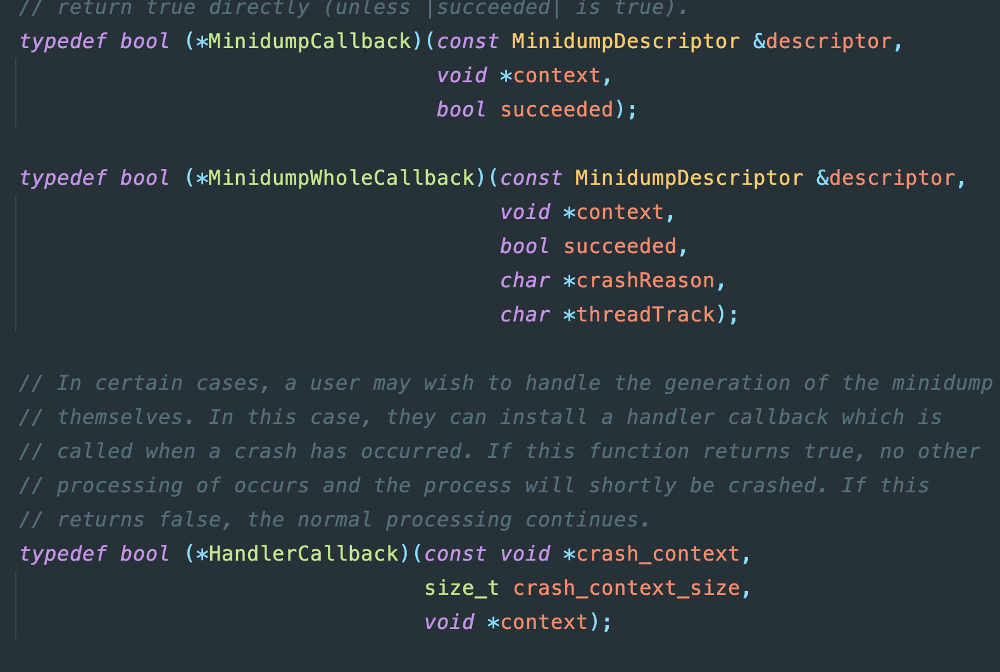 // return true directly (unless |succeeded| is true).
typedef bool (*MinidumpCallback)(const MinidumpDescriptor &descriptor,
                                 void *context,
                                 bool succeeded);

typedef bool (*MinidumpWholeCallback)(const MinidumpDescriptor &descriptor,
                                      void *context,
                                      bool succeeded,
                                      char *crashReason,
                                      char *threadTrack);

// In certain cases, a user may wish to handle the generation of the minidump
// themselves. In this case, they can install a handler callback which is
// called when a crash has occurred. If this function returns true, no other
// processing of occurs and the process will shortly be crashed. If this
// returns false, the normal processing continues.
typedef bool (*HandlerCallback)(const void *crash_context,
                                size_t crash_context_size,
                                void *context);